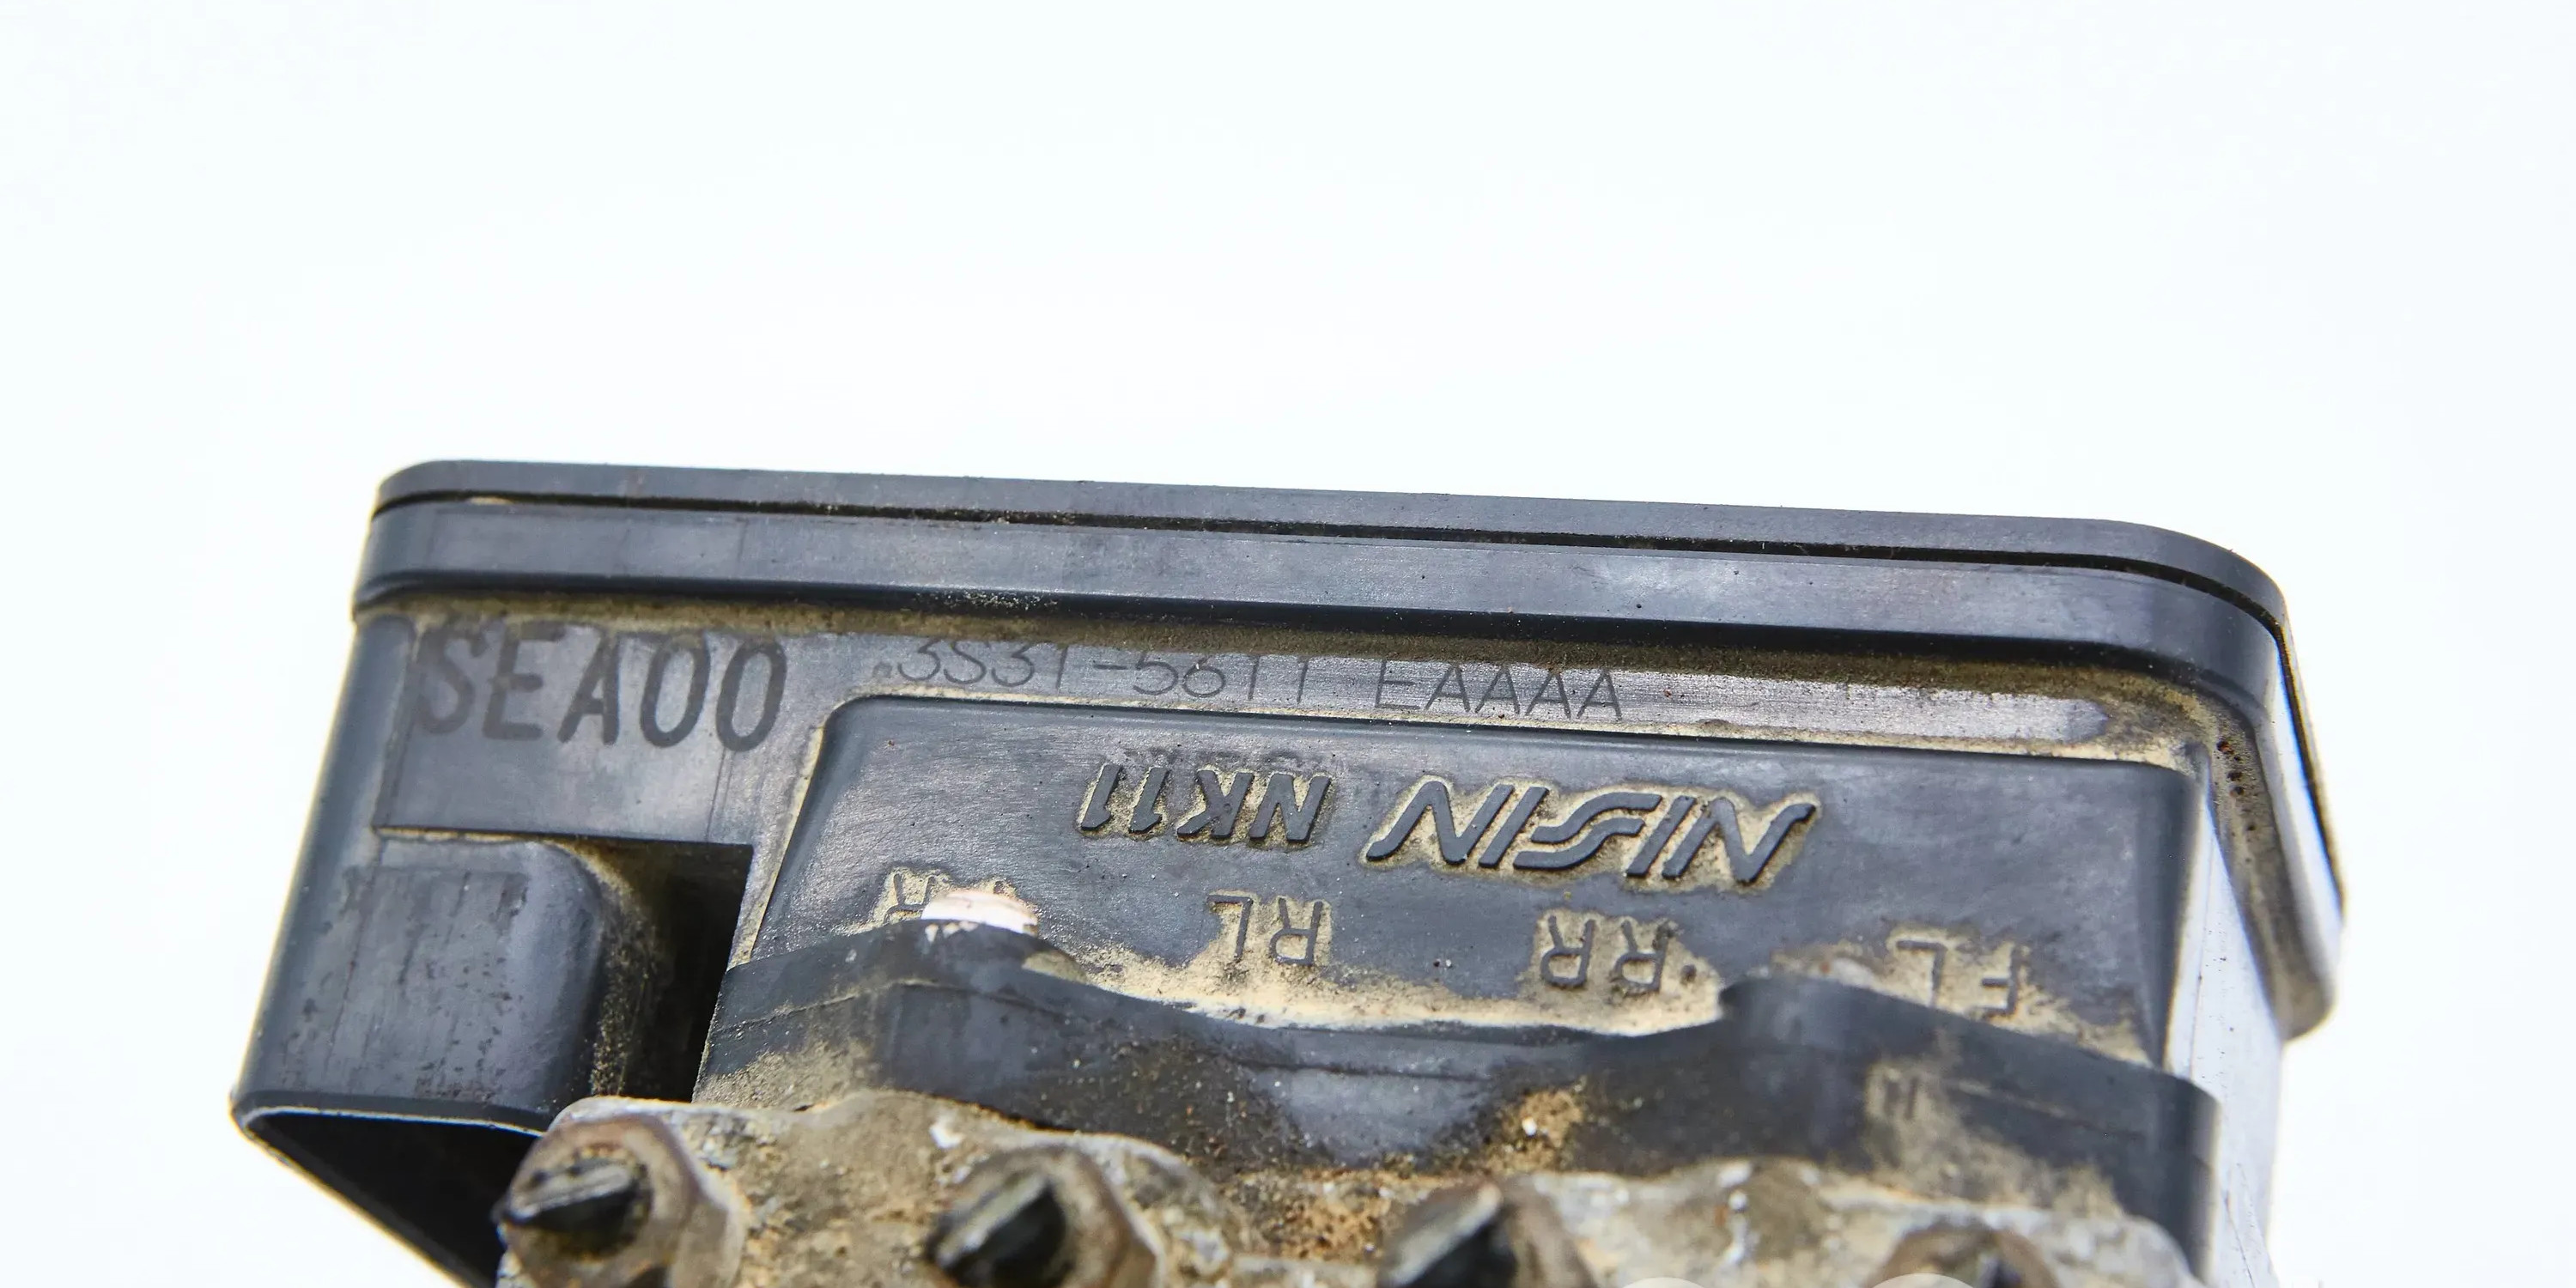 SEA00
3S31-5611 EAAAA
NISIN NK11
FL RR RL